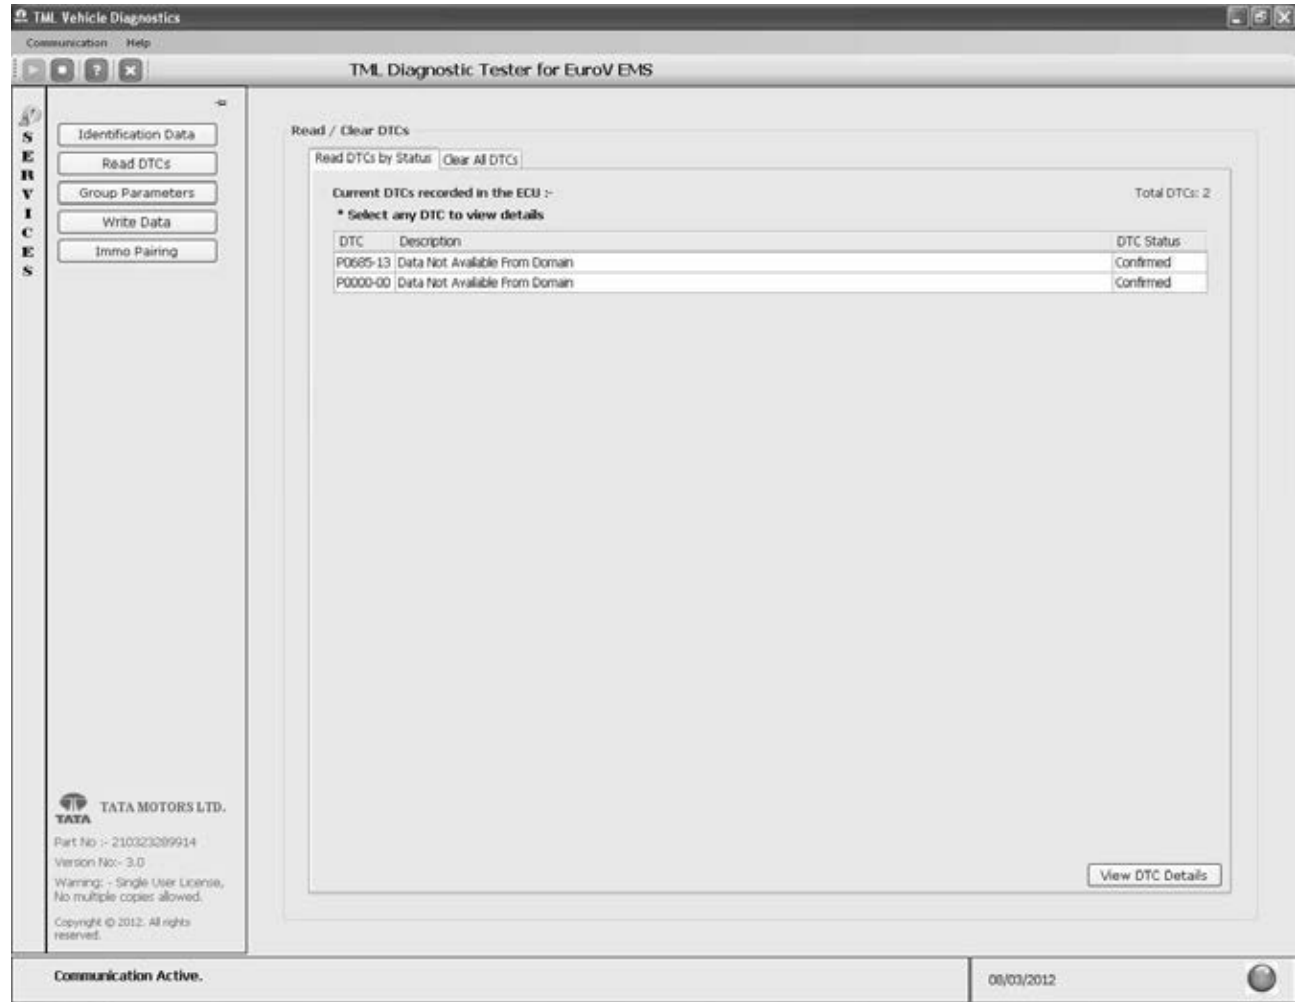 TML Vehicle Diagnostics
Communication Help
TML Diagnostic Tester for EuroV EMS
SERVICES
Identification Data
Read DTCs
Group Parameters
Write Data
Immo Pairing
Read / Clear DTCs
Read DTCs by Status Clear All DTCs
Current DTCs recorded in the ECU :- Total DTCs: 2
* Select any DTC to view details
DTC Description DTC Status
P0685-13 Data Not Available From Domain Confirmed
P0000-00 Data Not Available From Domain Confirmed
View DTC Details
TATA MOTORS LTD.
TATA
Part No :- 210323289914
Version No:- 3.0
Warning: - Single User License,
No multiple copies allowed.
Copyright © 2012. All rights
reserved.
Communication Active. 08/03/2012